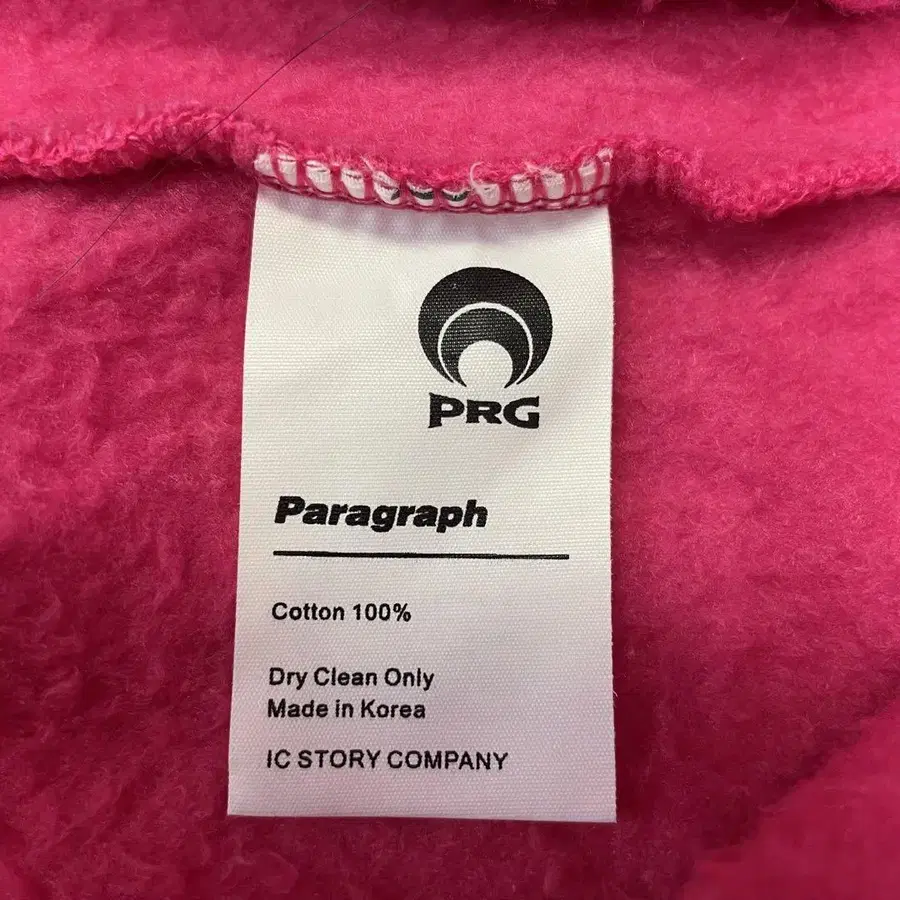 PRG
Paragraph
Cotton 100%
Dry Clean Only
Made in Korea
IC STORY COMPANY